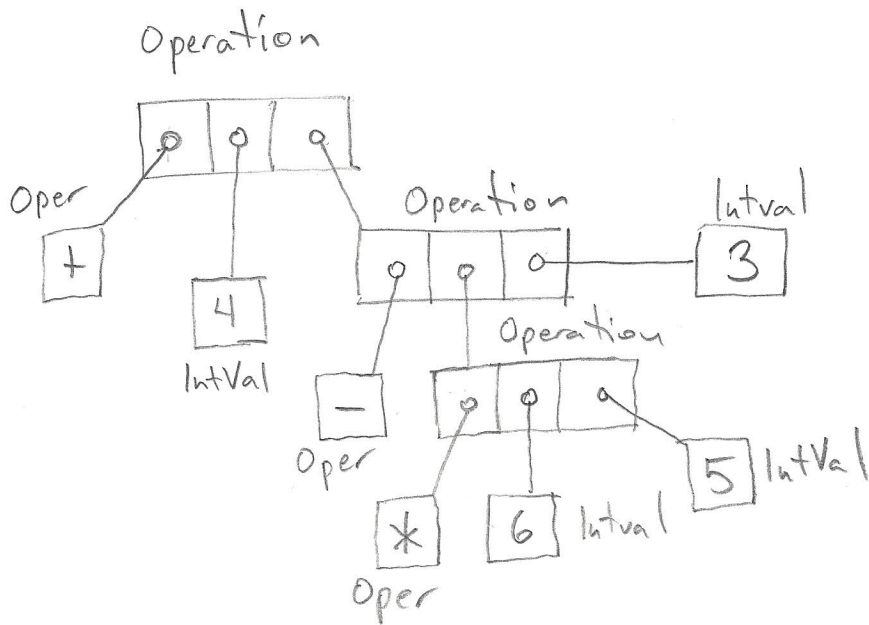 Operation
Oper
+
4
IntVal
Operation
Intval
3
-
Oper
Operation
*
Oper
6
Intval
5
IntVal